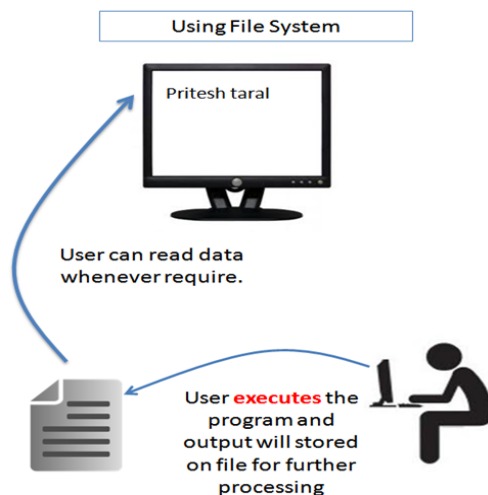 Using File System
Pritesh taral
User can read data
whenever require.
User executes the
program and
output will stored
on file for further
processing